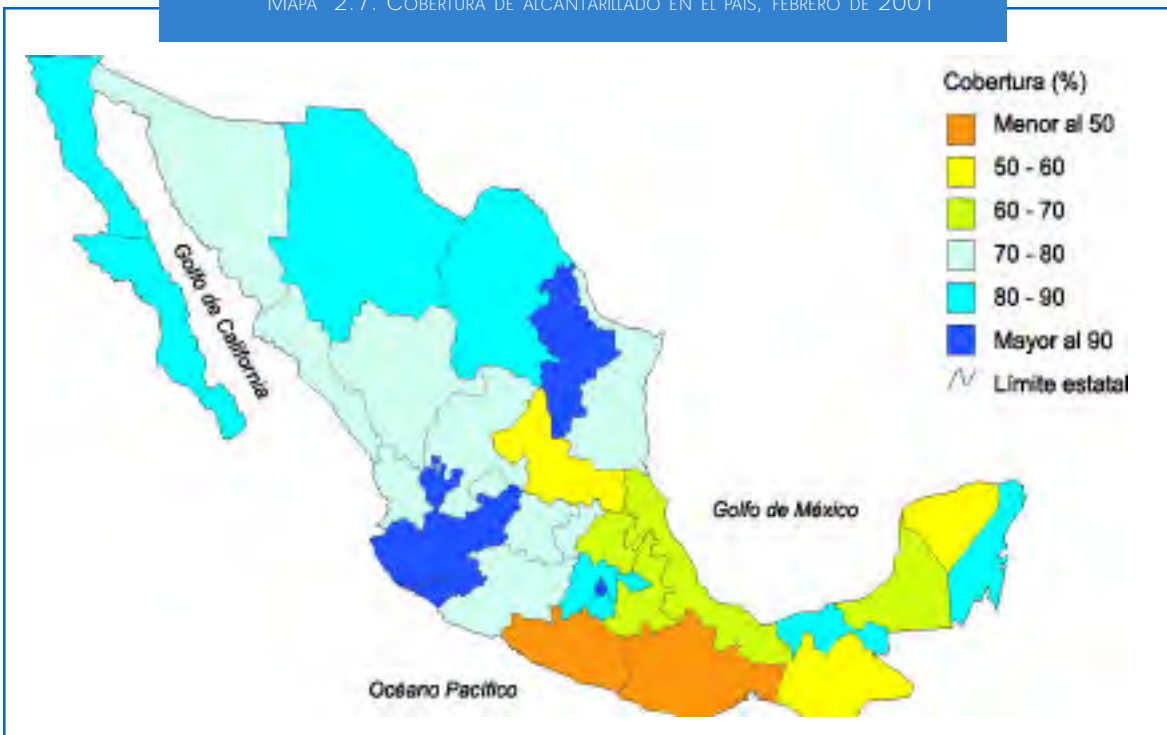 MAPA 2.7. COBERTURA DE ALCANTARILLADO EN EL PAÍS, FEBRERO DE 2001
Cobertura (%)
Menor al 50
50 - 60
60 - 70
70 - 80
80 - 90
Mayor al 90
Límite estatal
Golfo de California
Golfo de México
Océano Pacífico